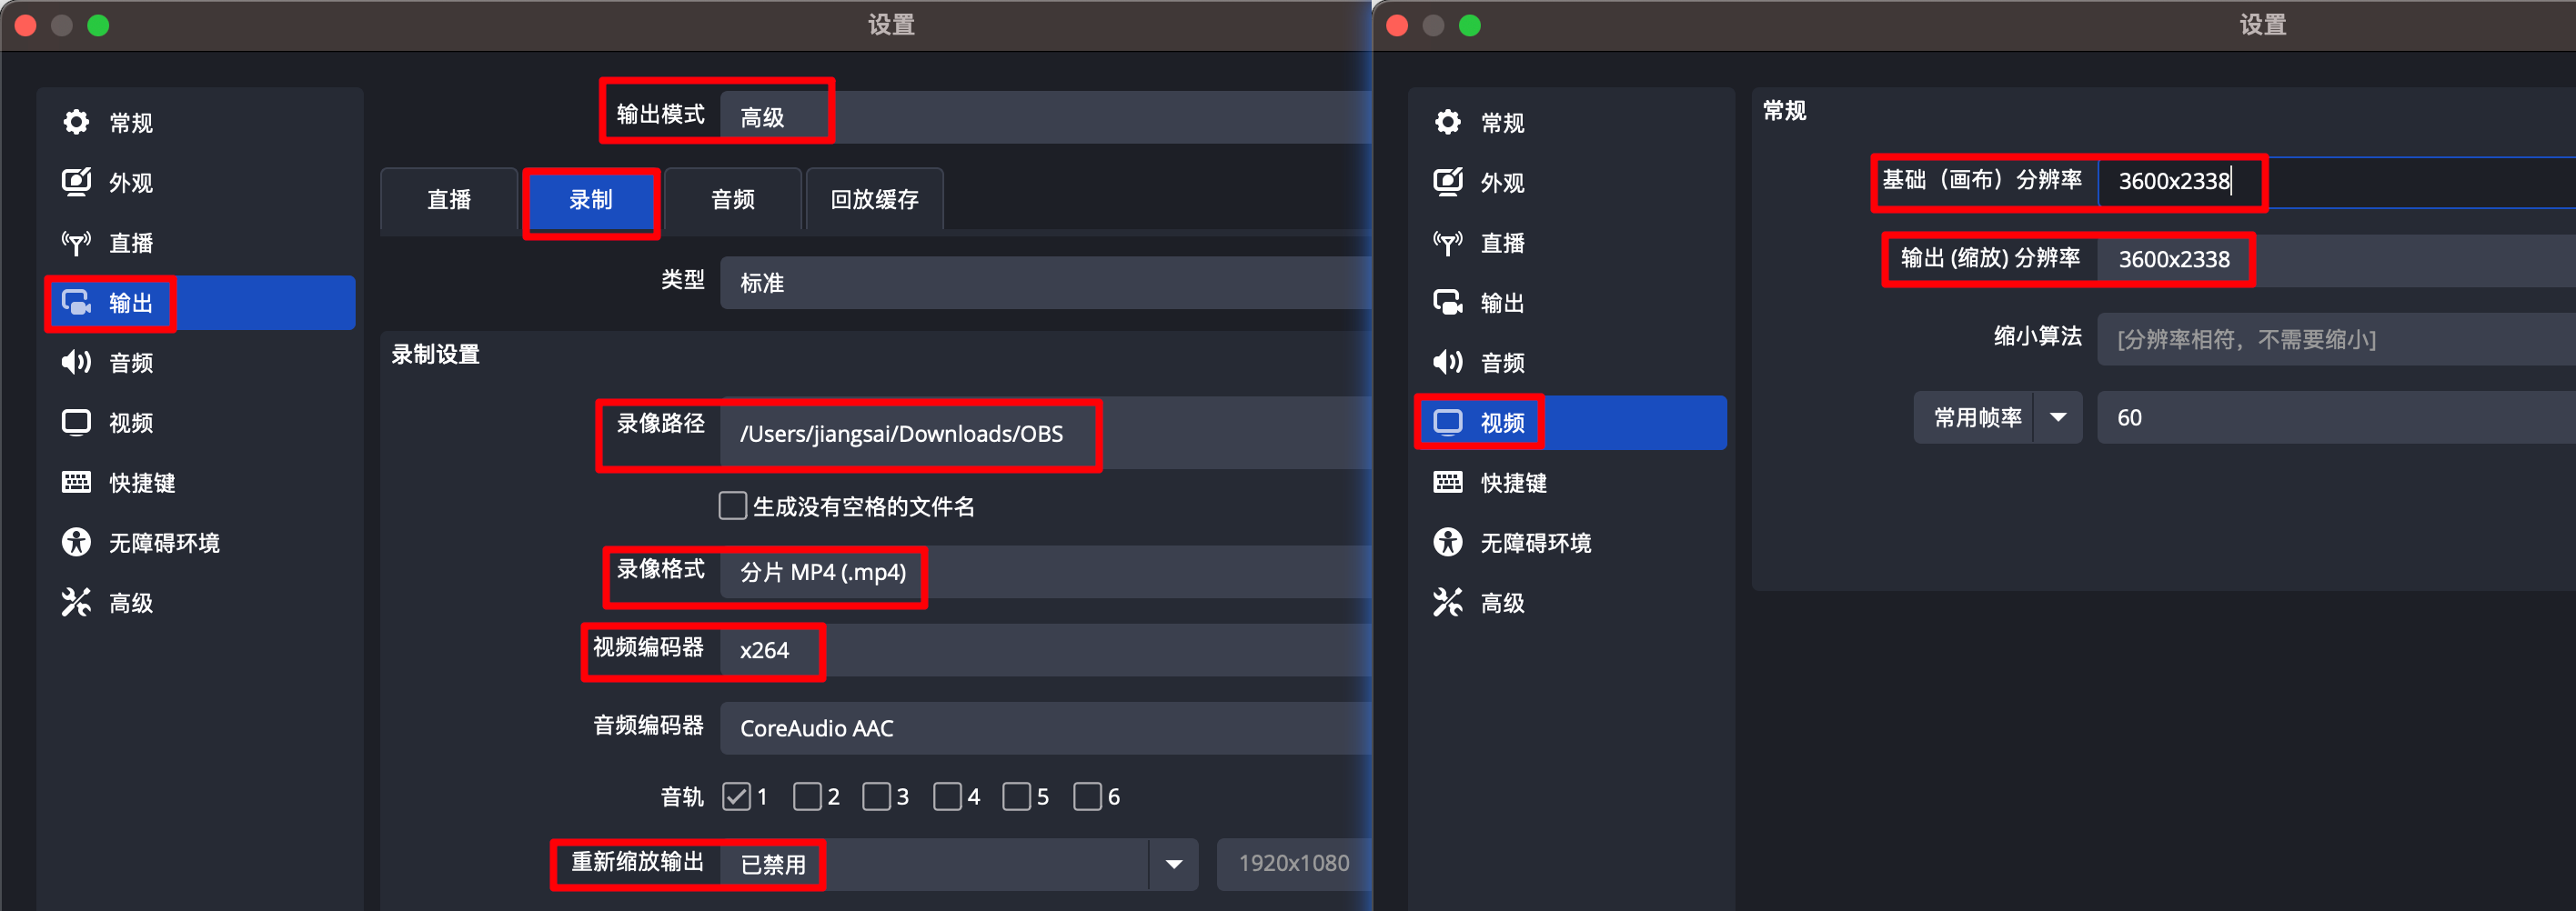 设置
常规
外观
直播
输出
音频
视频
快捷键
无障碍环境
高级
输出模式 高级
直播 录制 音频 回放缓存
类型 标准
录制设置
录像路径 /Users/jiangsai/Downloads/OBS
生成没有空格的文件名
录像格式 分片 MP4 (.mp4)
视频编码器 x264
音频编码器 CoreAudio AAC
音轨 1 2 3 4 5 6
重新缩放输出 已禁用 1920x1080
设置
常规
外观
直播
输出
音频
视频
快捷键
无障碍环境
高级
常规
基础（画布）分辨率 3600x2338
输出 (缩放) 分辨率 3600x2338
缩小算法 [分辨率相符，不需要缩小]
常用帧率 60